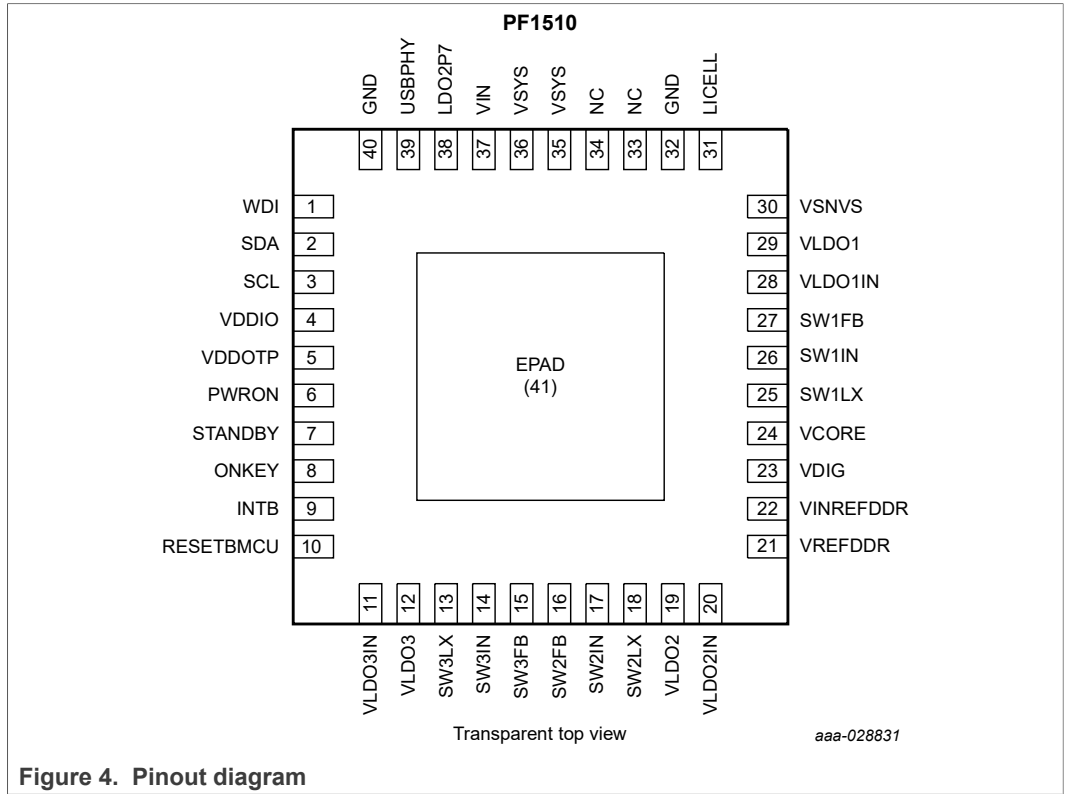 PF1510
GND
USBPHY
LDO2P7
VIN
VSYS
VSYS
NC
NC
GND
LICELL
40
39
38
37
36
35
34
33
32
31
WDI 1
SDA 2
SCL 3
VDDIO 4
VDDOTP 5
PWRON 6
STANDBY 7
ONKEY 8
INTB 9
RESETBMCU 10
EPAD
(41)
30 VSNVS
29 VLDO1
28 VLDO1IN
27 SW1FB
26 SW1IN
25 SW1LX
24 VCORE
23 VDIG
22 VINREFDDR
21 VREFDDR
11
12
13
14
15
16
17
18
19
20
VLDO3IN
VLDO3
SW3LX
SW3IN
SW3FB
SW2FB
SW2IN
SW2LX
VLDO2
VLDO2IN
Transparent top view
aaa-028831
Figure 4. Pinout diagram